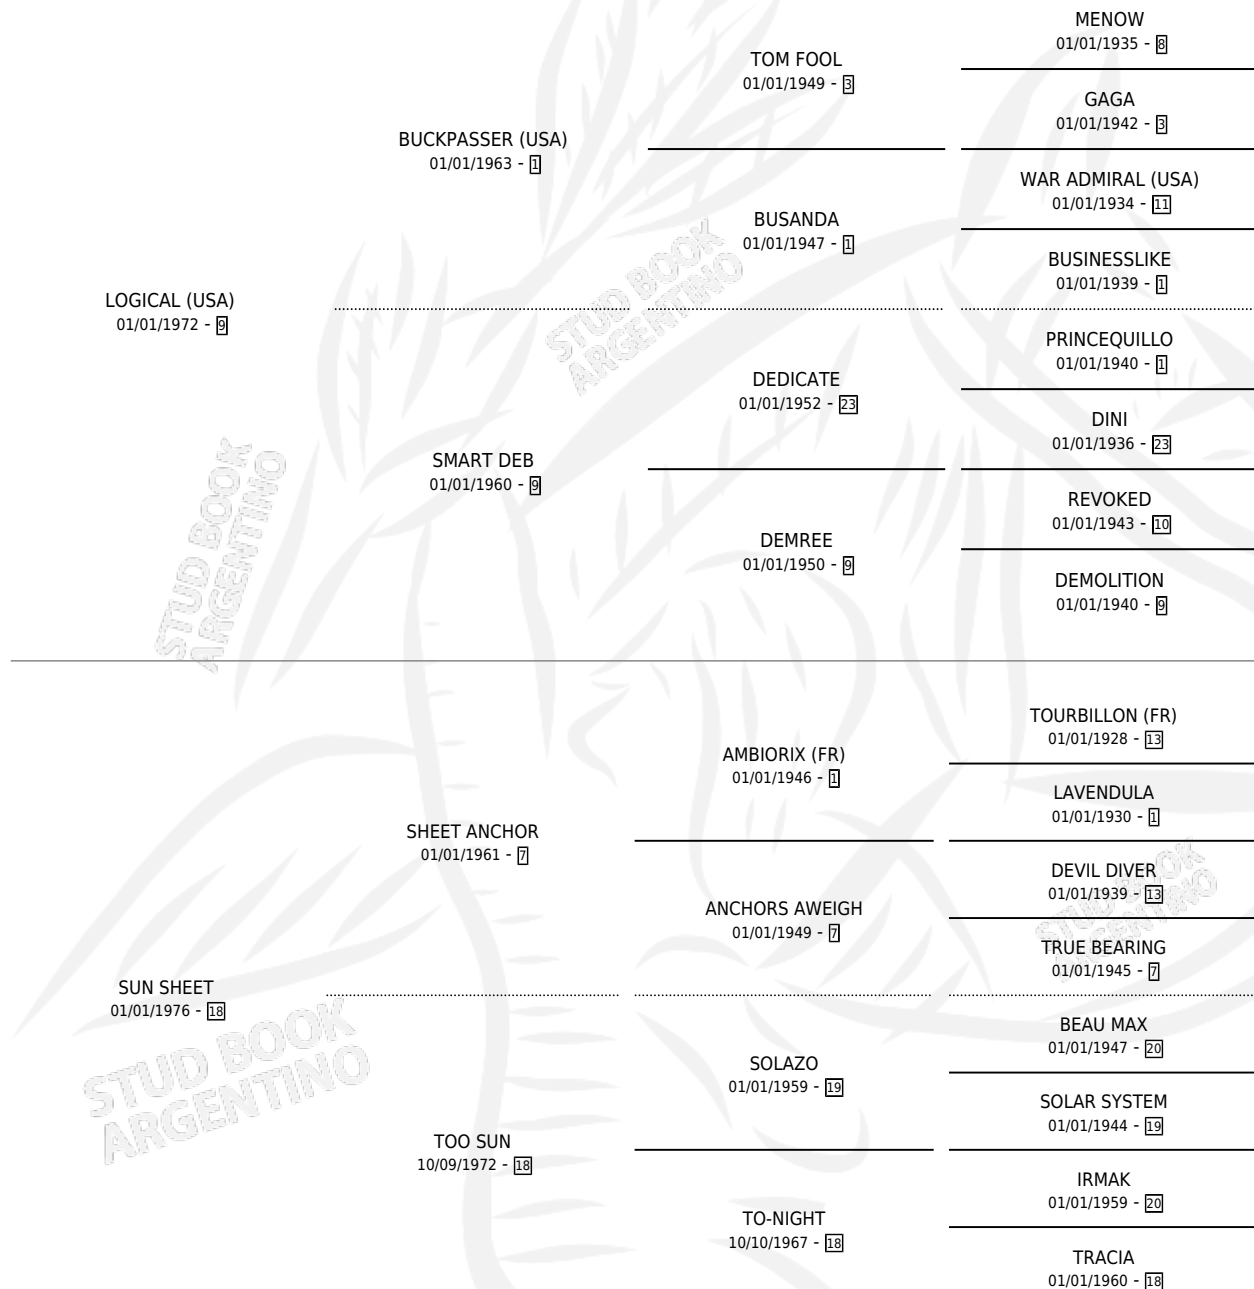 MENOW
01/01/1935 - 8
TOM FOOL
01/01/1949 - 3
GAGA
01/01/1942 - 3
BUCKPASSER (USA)
01/01/1963 - 1
WAR ADMIRAL (USA)
01/01/1934 - 11
BUSANDA
01/01/1947 - 1
BUSINESSLIKE
01/01/1939 - 1
LOGICAL (USA)
01/01/1972 - 9
PRINCEQUILLO
01/01/1940 - 1
DEDICATE
01/01/1952 - 23
DINI
01/01/1936 - 23
SMART DEB
01/01/1960 - 9
REVOKED
01/01/1943 - 10
DEMREE
01/01/1950 - 9
DEMOLITION
01/01/1940 - 9
TOURBILLON (FR)
01/01/1928 - 13
AMBIORIX (FR)
01/01/1946 - 1
LAVENDULA
01/01/1930 - 1
SHEET ANCHOR
01/01/1961 - 7
DEVIL DIVER
01/01/1939 - 13
ANCHORS AWEIGH
01/01/1949 - 7
TRUE BEARING
01/01/1945 - 7
SUN SHEET
01/01/1976 - 18
BEAU MAX
01/01/1947 - 20
SOLAZO
01/01/1959 - 19
SOLAR SYSTEM
01/01/1944 - 19
TOO SUN
10/09/1972 - 18
IRMAK
01/01/1959 - 20
TO-NIGHT
10/10/1967 - 18
TRACIA
01/01/1960 - 18
STUD BOOK
ARGENTINO
STUD BOOK
ARGENTINO
STUD BOOK
ARGENTINO
STUD BOOK
ARGENTINO